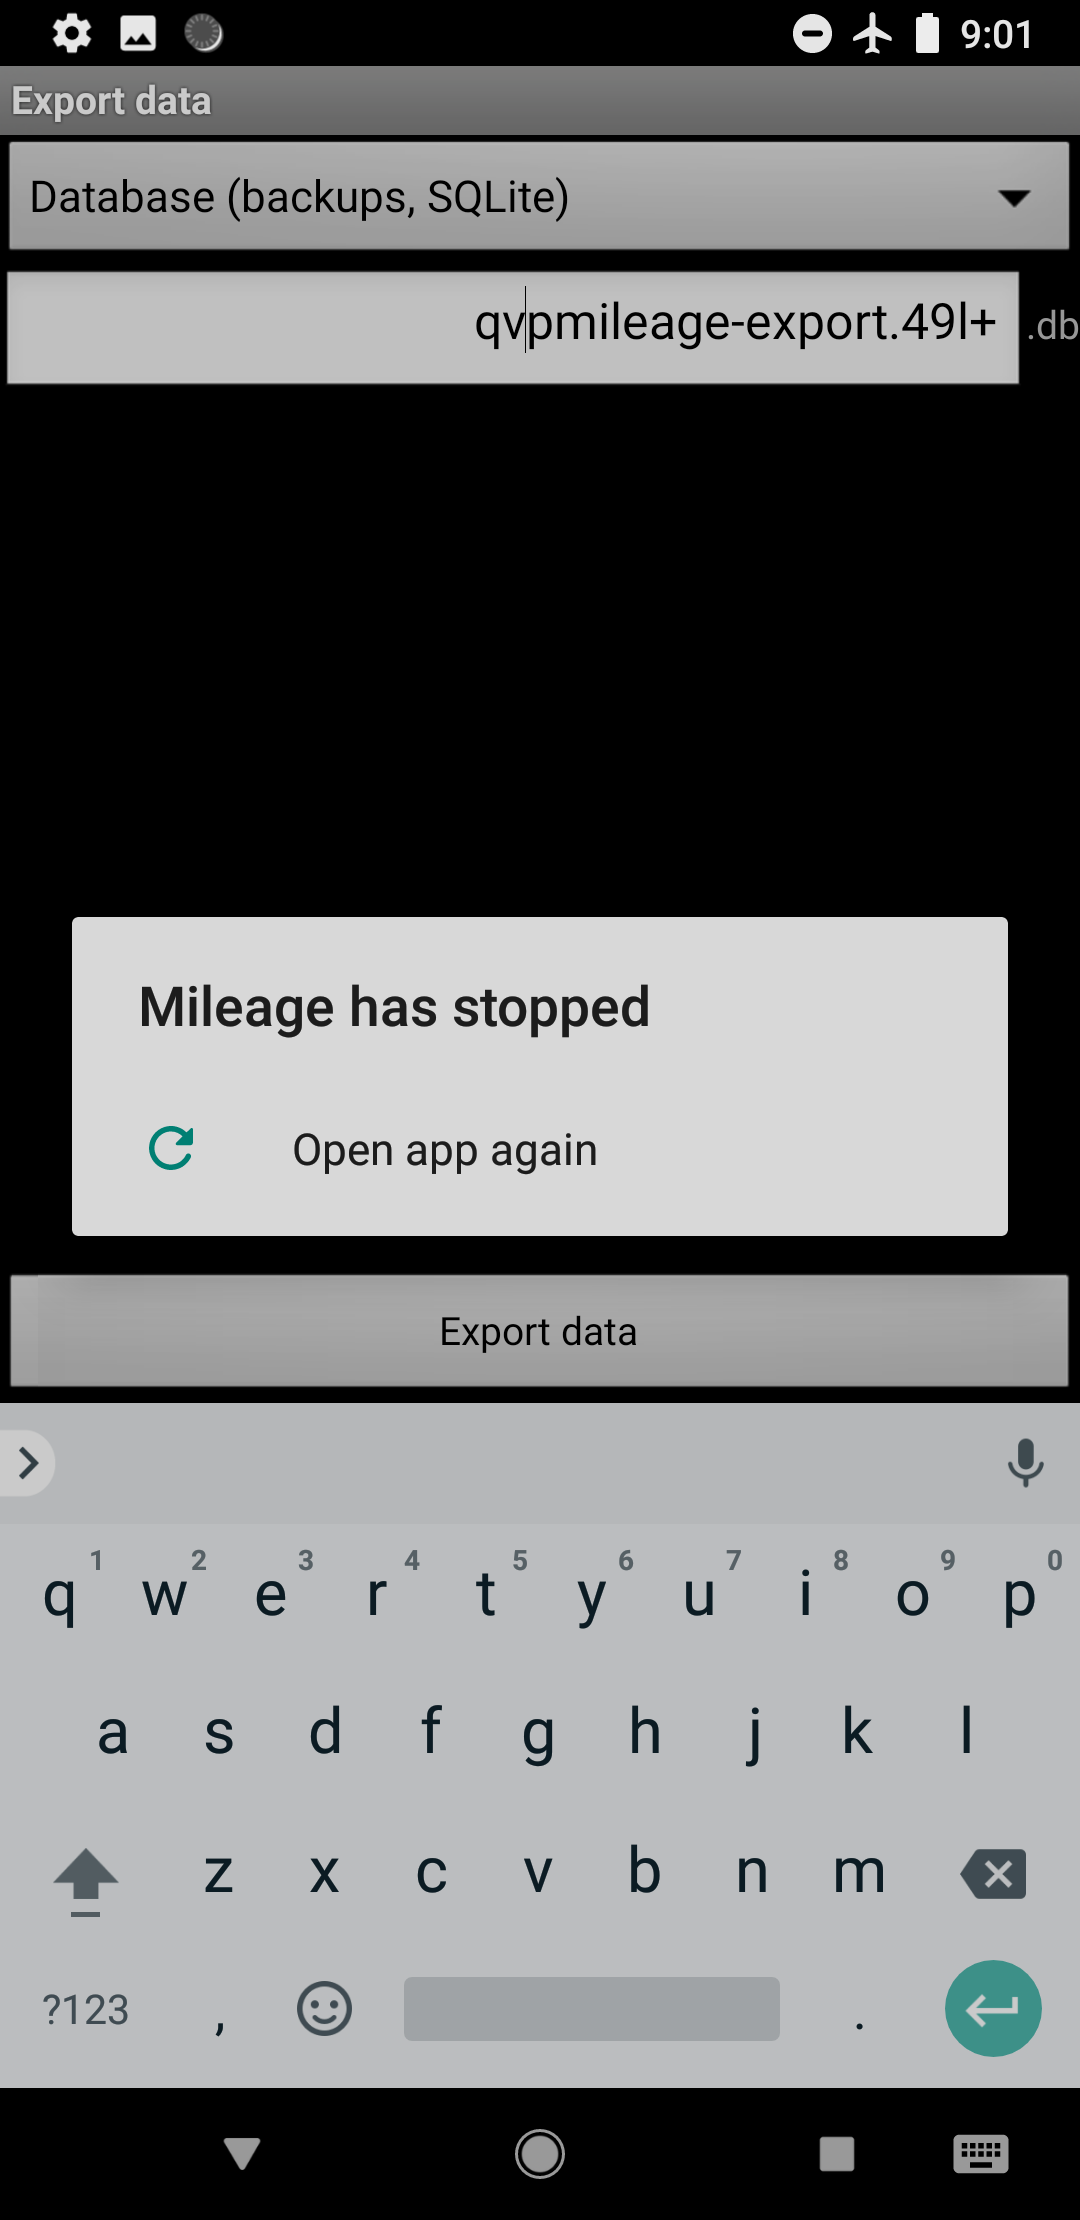 9:01
Export data
Database (backups, SQLite)
qvpmileage-export.49l+ .db
Mileage has stopped
Open app again
Export data
1 2 3 4 5 6 7 8 9 0
q w e r t y u i o p
a s d f g h j k l
z x c v b n m
?123 , .